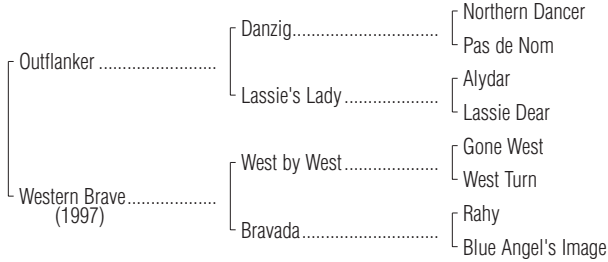 Northern Dancer
Danzig
Pas de Nom
Outflanker
Alydar
Lassie's Lady
Lassie Dear
Gone West
West by West
West Turn
Western Brave
(1997)
Rahy
Bravada
Blue Angel's Image